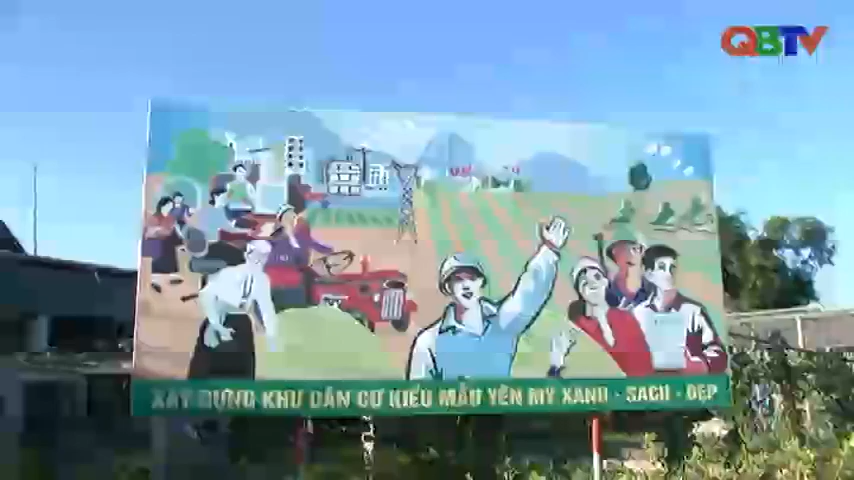 QBTV
XÂY DỰNG KHU DÂN CƯ KIỂU MẪU YÊN MỸ XANH - SẠCH - ĐẸP